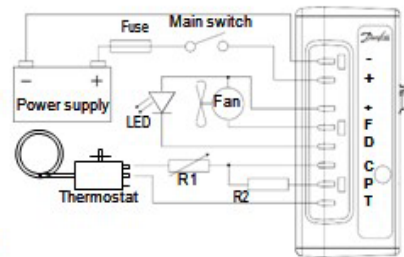 Main switch
Fuse
Danfoss
-
+
- +
Power supply
LED
Fan
+
F
D
C
P
T
R1
R2
Thermostat